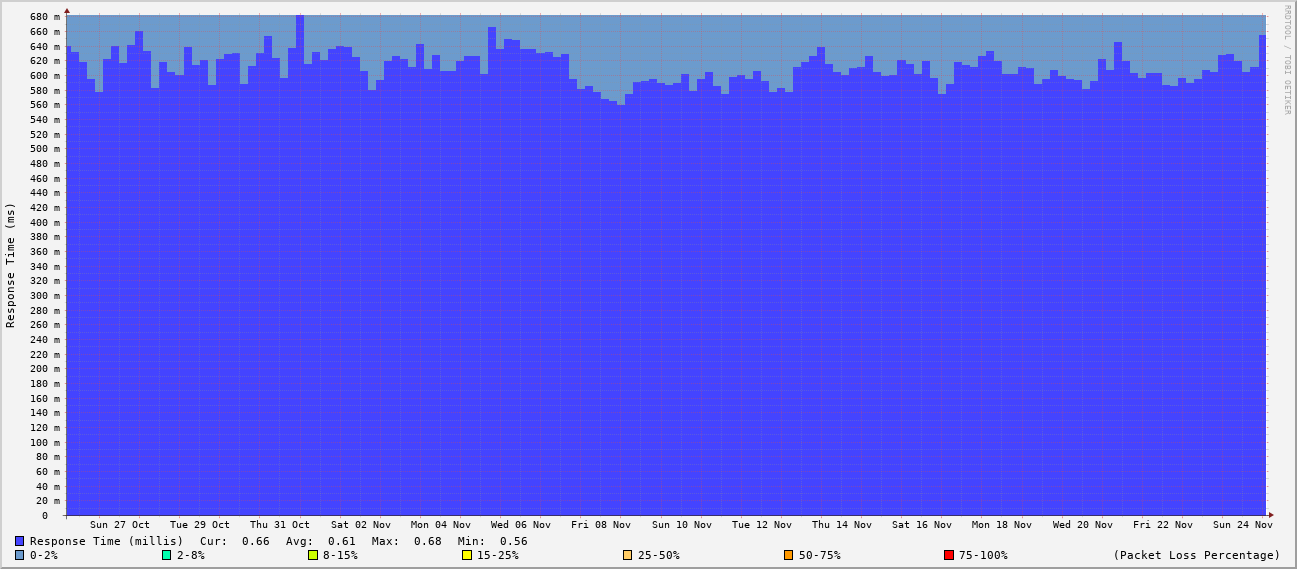 680 m
660 m
640 m
620 m
600 m
580 m
560 m
540 m
520 m
500 m
480 m
460 m
440 m
420 m
400 m
380 m
360 m
340 m
320 m
300 m
280 m
260 m
240 m
220 m
200 m
180 m
160 m
140 m
120 m
100 m
80 m
60 m
40 m
20 m
0
Response Time (ms)
RRDTOOL / TOBI OETIKER
Sun 27 Oct Tue 29 Oct Thu 31 Oct Sat 02 Nov Mon 04 Nov Wed 06 Nov Fri 08 Nov Sun 10 Nov Tue 12 Nov Thu 14 Nov Sat 16 Nov Mon 18 Nov Wed 20 Nov Fri 22 Nov Sun 24 Nov
Response Time (millis) Cur: 0.66 Avg: 0.61 Max: 0.68 Min: 0.56
0-2% 2-8% 8-15% 15-25% 25-50% 50-75% 75-100% (Packet Loss Percentage)